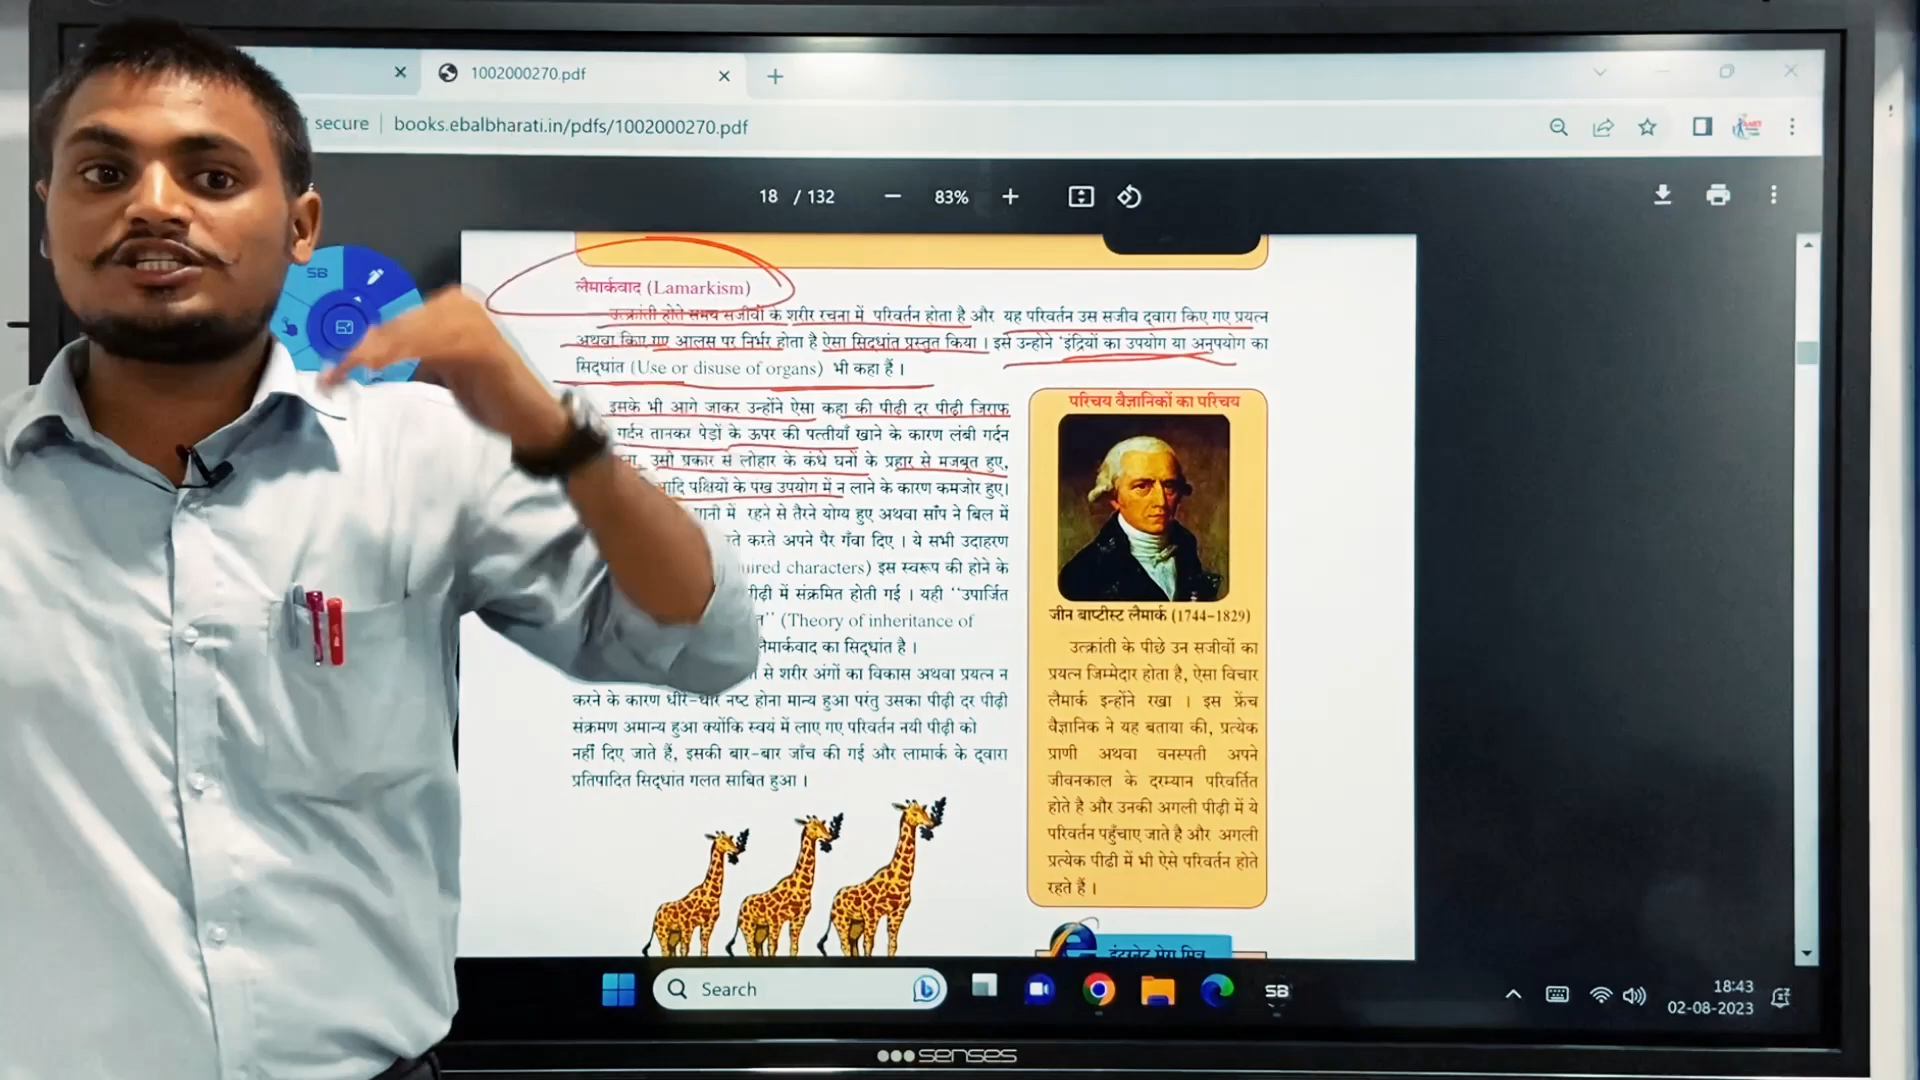 1002000270.pdf
secure
books.ebalbharati.in/pdfs/1002000270.pdf
18 / 132
83%
SB
लैमार्कवाद (Lamarkism)
उत्क्रांती होते समय सजीवों के शरीर रचना में परिवर्तन होता है और यह परिवर्तन उस सजीव द्वारा किए गए प्रयत्न
अथवा किए गए आलस पर निर्भर होता है ऐसा सिद्धांत प्रस्तुत किया । इसे उन्होने 'इंद्रियों का उपयोग या अनुपयोग का
सिद्धांत (Use or disuse of organs) भी कहा हैं ।
इसके भी आगे जाकर उन्होंने ऐसा कहा की पीढ़ी दर पीढ़ी जिराफ
गर्दन तानकर पेड़ों के ऊपर की पत्तीयाँ खाने के कारण लंबी गर्दन
उसी प्रकार से लोहार के कंधे घनों के प्रहार से मजबूत हुए,
आदि पक्षियों के पंख उपयोग में न लाने के कारण कमजोर हुए।
पानी में रहने से तैरने योग्य हुए अथवा साँप ने बिल में
करते अपने पैर गँवा दिए । ये सभी उदाहरण
characters) इस स्वरूप की होने के
पीढ़ी में संक्रमित होती गई । यही "उपार्जित
(Theory of inheritance of
लैमार्कवाद का सिद्धांत है ।
से शरीर अंगों का विकास अथवा प्रयत्न न
करने के कारण धीरे-धीरे नष्ट होना मान्य हुआ परंतु उसका पीढ़ी दर पीढ़ी
संक्रमण अमान्य हुआ क्योंकि स्वयं में लाए गए परिवर्तन नयी पीढ़ी को
नहीं दिए जाते हैं, इसकी बार-बार जाँच की गई और लामार्क के द्वारा
प्रतिपादित सिद्धांत गलत साबित हुआ ।
परिचय वैज्ञानिकों का परिचय
जीन बाप्टीस्ट लैमार्क (1744-1829)
उत्क्रांती के पीछे उन सजीवों का
प्रयत्न जिम्मेदार होता है, ऐसा विचार
लैमार्क इन्होंने रखा । इस फ्रेंच
वैज्ञानिक ने यह बताया की, प्रत्येक
प्राणी अथवा वनस्पती अपने
जीवनकाल के दरम्यान परिवर्तित
होते है और उनकी अगली पीढ़ी में ये
परिवर्तन पहुँचाए जाते है और अगली
प्रत्येक पीढी में भी ऐसे परिवर्तन होते
रहते हैं ।
इंटरनेट मेरा मित्र
Search
SB
18:43
02-08-2023
senses